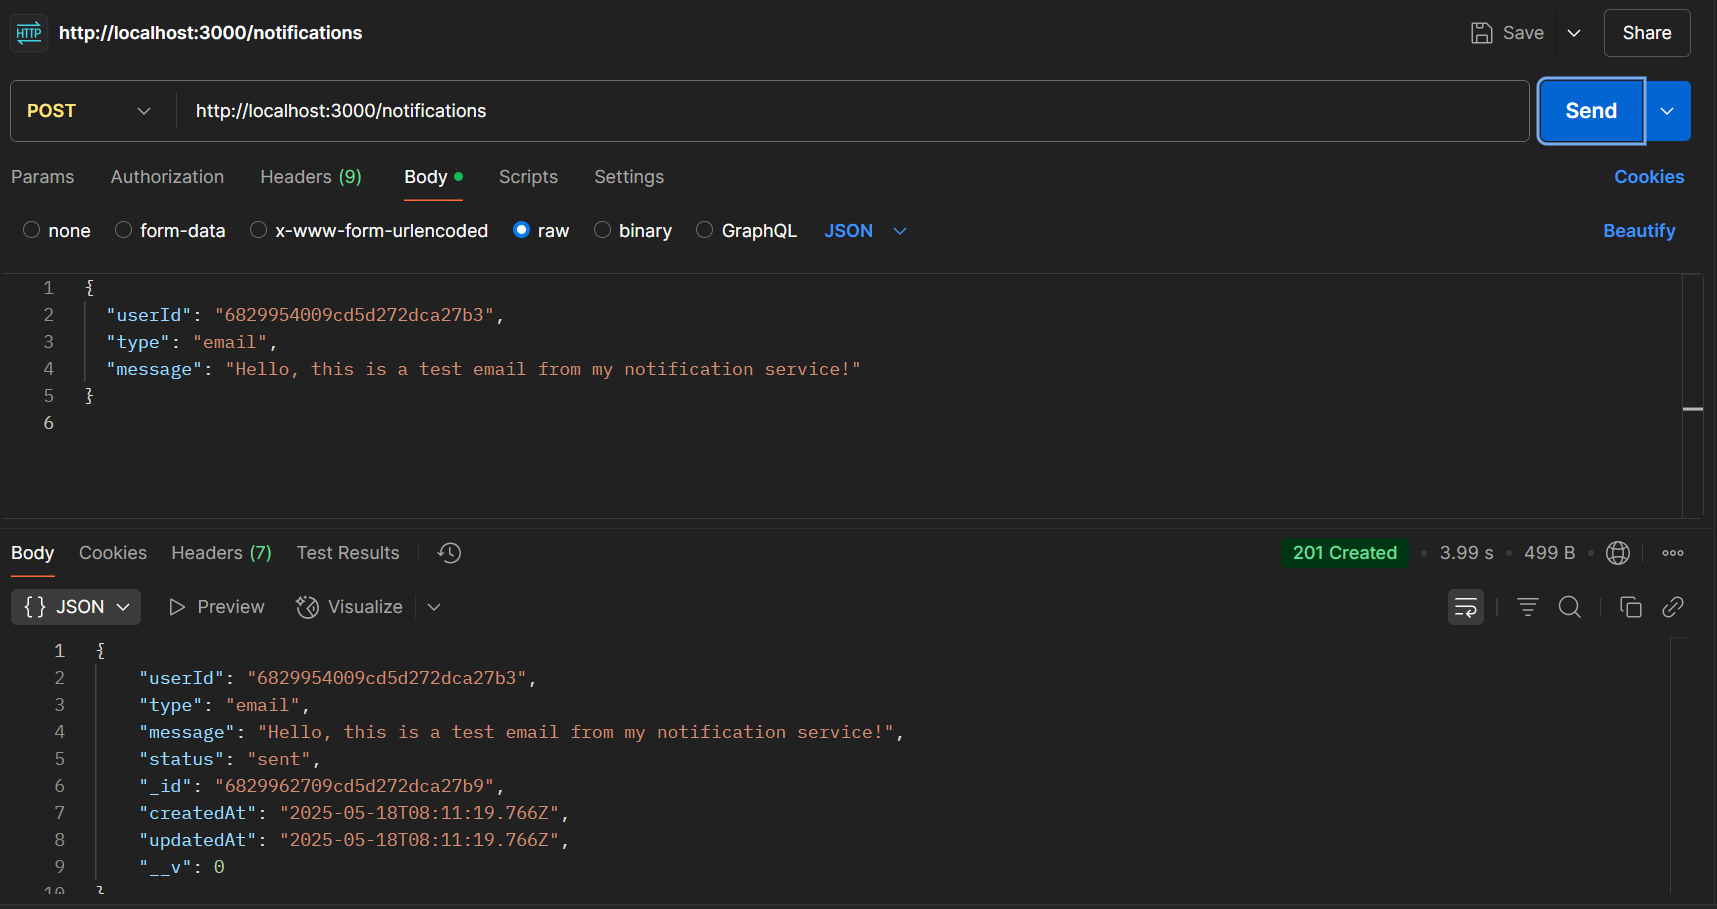 HTTP http://localhost:3000/notifications Save Share
POST http://localhost:3000/notifications Send
Params Authorization Headers (9) Body Scripts Settings Cookies
none form-data x-www-form-urlencoded raw binary GraphQL JSON Beautify
1 {
2 "userId": "6829954009cd5d272dca27b3",
3 "type": "email",
4 "message": "Hello, this is a test email from my notification service!"
5 }
6
Body Cookies Headers (7) Test Results 201 Created • 3.99 s • 499 B •
{} JSON Preview Visualize
1 {
2 "userId": "6829954009cd5d272dca27b3",
3 "type": "email",
4 "message": "Hello, this is a test email from my notification service!",
5 "status": "sent",
6 "_id": "6829962709cd5d272dca27b9",
7 "createdAt": "2025-05-18T08:11:19.766Z",
8 "updatedAt": "2025-05-18T08:11:19.766Z",
9 "__v": 0
10 }